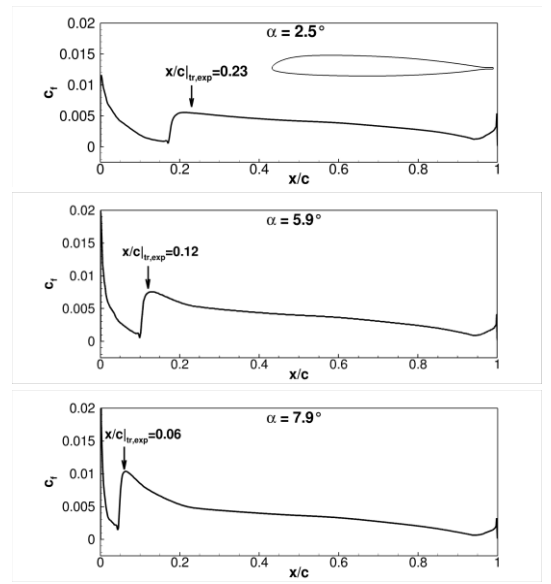 0.02
α = 2.5°
0.015
x/c|tr,exp=0.23
cf
0.01
0.005
0
0 0.2 0.4 0.6 0.8 1
x/c
0.02
α = 5.9°
0.015
x/c|tr,exp=0.12
cf
0.01
0.005
0
0 0.2 0.4 0.6 0.8 1
x/c
0.02
α = 7.9°
x/c|tr,exp=0.06
0.015
cf
0.01
0.005
0
0 0.2 0.4 0.6 0.8 1
x/c